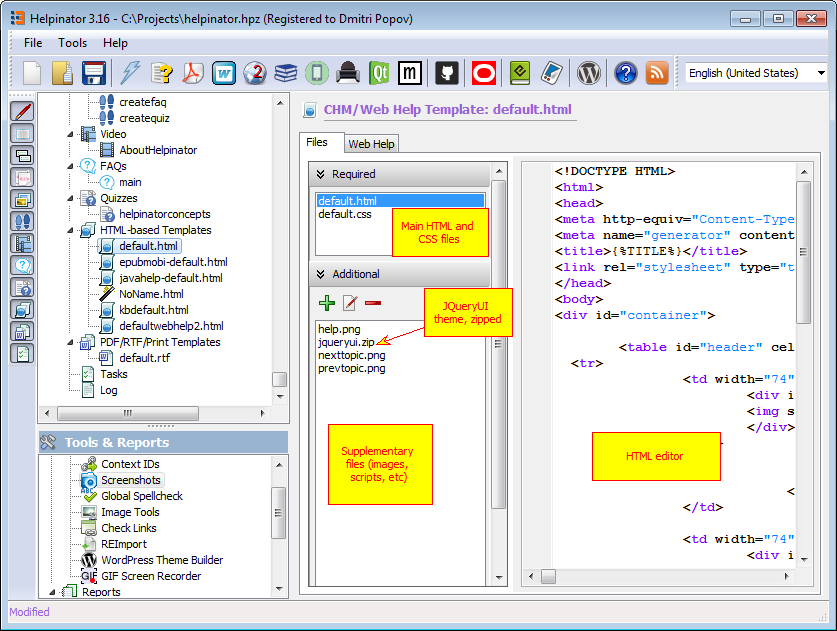 Helpinator 3.16 - C:\Projects\helpinator.hpz (Registered to Dmitri Popov)
File Tools Help
W
2
Qt
m
English (United States)
createfaq
createquiz
Video
AboutHelpinator
FAQs
main
Quizzes
helpinatorconcepts
HTML-based Templates
default.html
epubmobi-default.html
javahelp-default.html
NoName.html
kbdefault.html
defaultwebhelp2.html
PDF/RTF/Print Templates
default.rtf
Tasks
Log
Tools & Reports
Context IDs
Screenshots
Global Spellcheck
Image Tools
Check Links
REImport
WordPress Theme Builder
GIF Screen Recorder
Reports
CHM/Web Help Template: default.html
Files
Web Help
Required
default.html
default.css
Main HTML and
CSS files
Additional
JQueryUI
theme, zipped
help.png
jqueryui.zip
nexttopic.png
prevtopic.png
Supplementary
files (images,
scripts, etc)
<!DOCTYPE HTML>
<html>
<head>
<meta http-equiv="Content-Type
<meta name="generator" content
<title>{%TITLE%}</title>
<link rel="stylesheet" type="t
</head>
<body>
<div id="container">
<table id="header" cel
<tr>
<td width="74"
<div i
<img s
</div>
HTML editor
<
</td>
<td width="74"
<div i
Modified